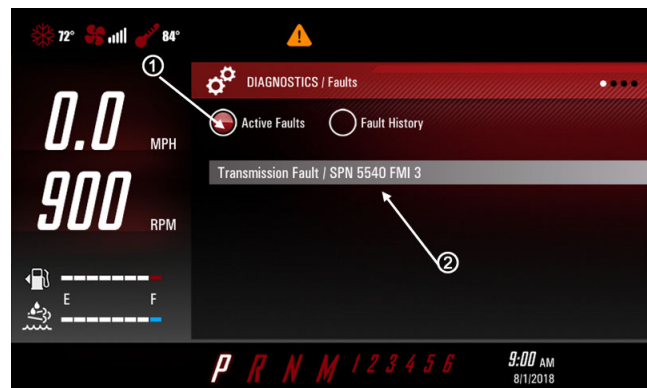 72° 84°
1
DIAGNOSTICS / Faults
Active Faults Fault History
0.0 MPH
Transmission Fault / SPN 5540 FMI 3
900 RPM
2
E F
P R N M 1 2 3 4 5 6 9:00 AM
8/1/2018